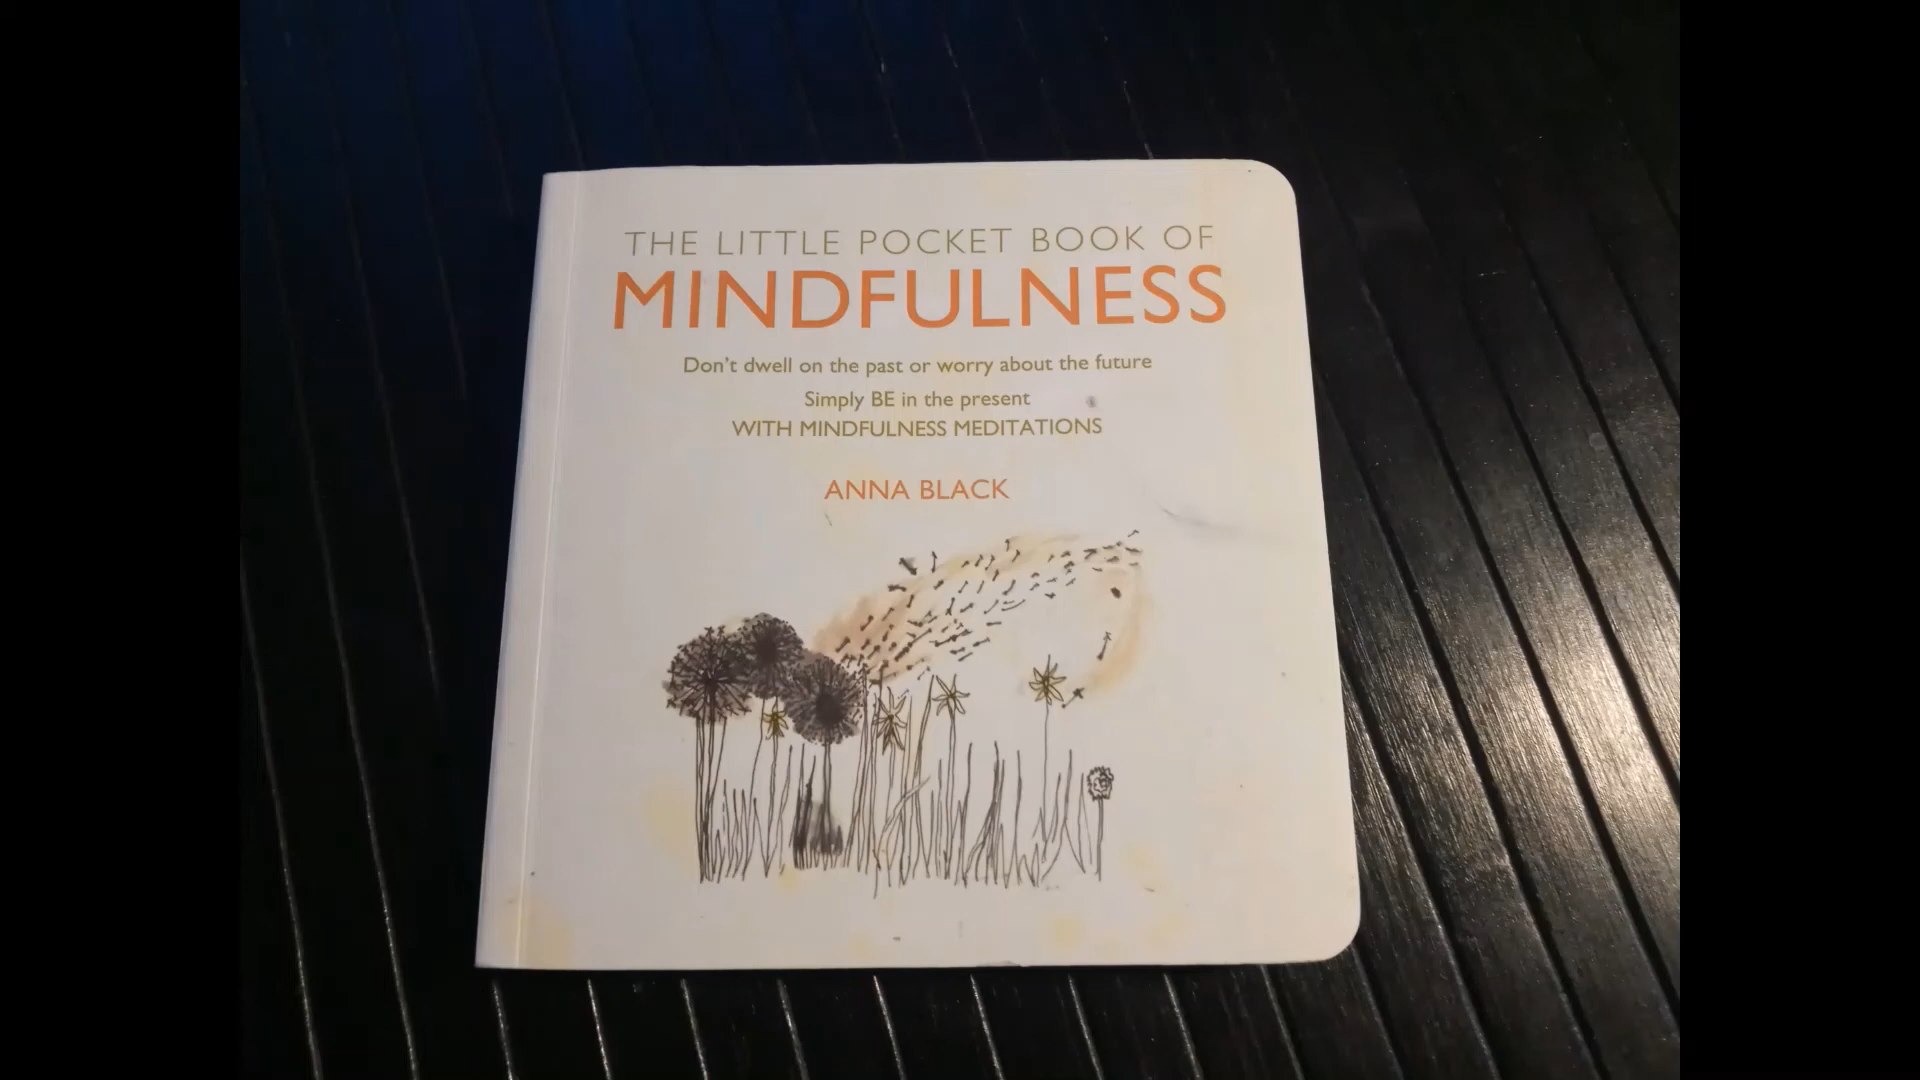 THE LITTLE POCKET BOOK OF
MINDFULNESS
Don't dwell on the past or worry about the future
Simply BE in the present
WITH MINDFULNESS MEDITATIONS
ANNA BLACK